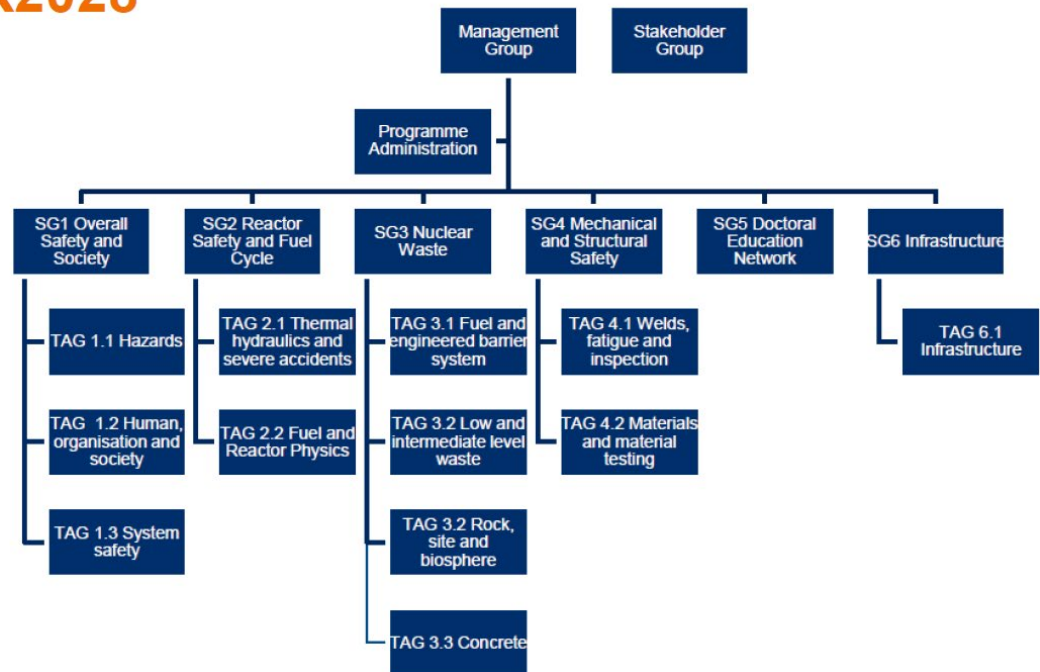 2028
Management
Group
Stakeholder
Group
Programme
Administration
SG1 Overall
Safety and
Society
SG2 Reactor
Safety and Fuel
Cycle
SG3 Nuclear
Waste
SG4 Mechanical
and Structural
Safety
SG5 Doctoral
Education
Network
SG6 Infrastructure
TAG 1.1 Hazards
TAG 2.1 Thermal
hydraulics and
severe accidents
TAG 3.1 Fuel and
engineered barrier
system
TAG 4.1 Welds,
fatigue and
inspection
TAG 6.1
Infrastructure
TAG 1.2 Human,
organisation and
society
TAG 2.2 Fuel and
Reactor Physics
TAG 3.2 Low and
intermediate level
waste
TAG 4.2 Materials
and material
testing
TAG 1.3 System
safety
TAG 3.2 Rock,
site and
biosphere
TAG 3.3 Concrete